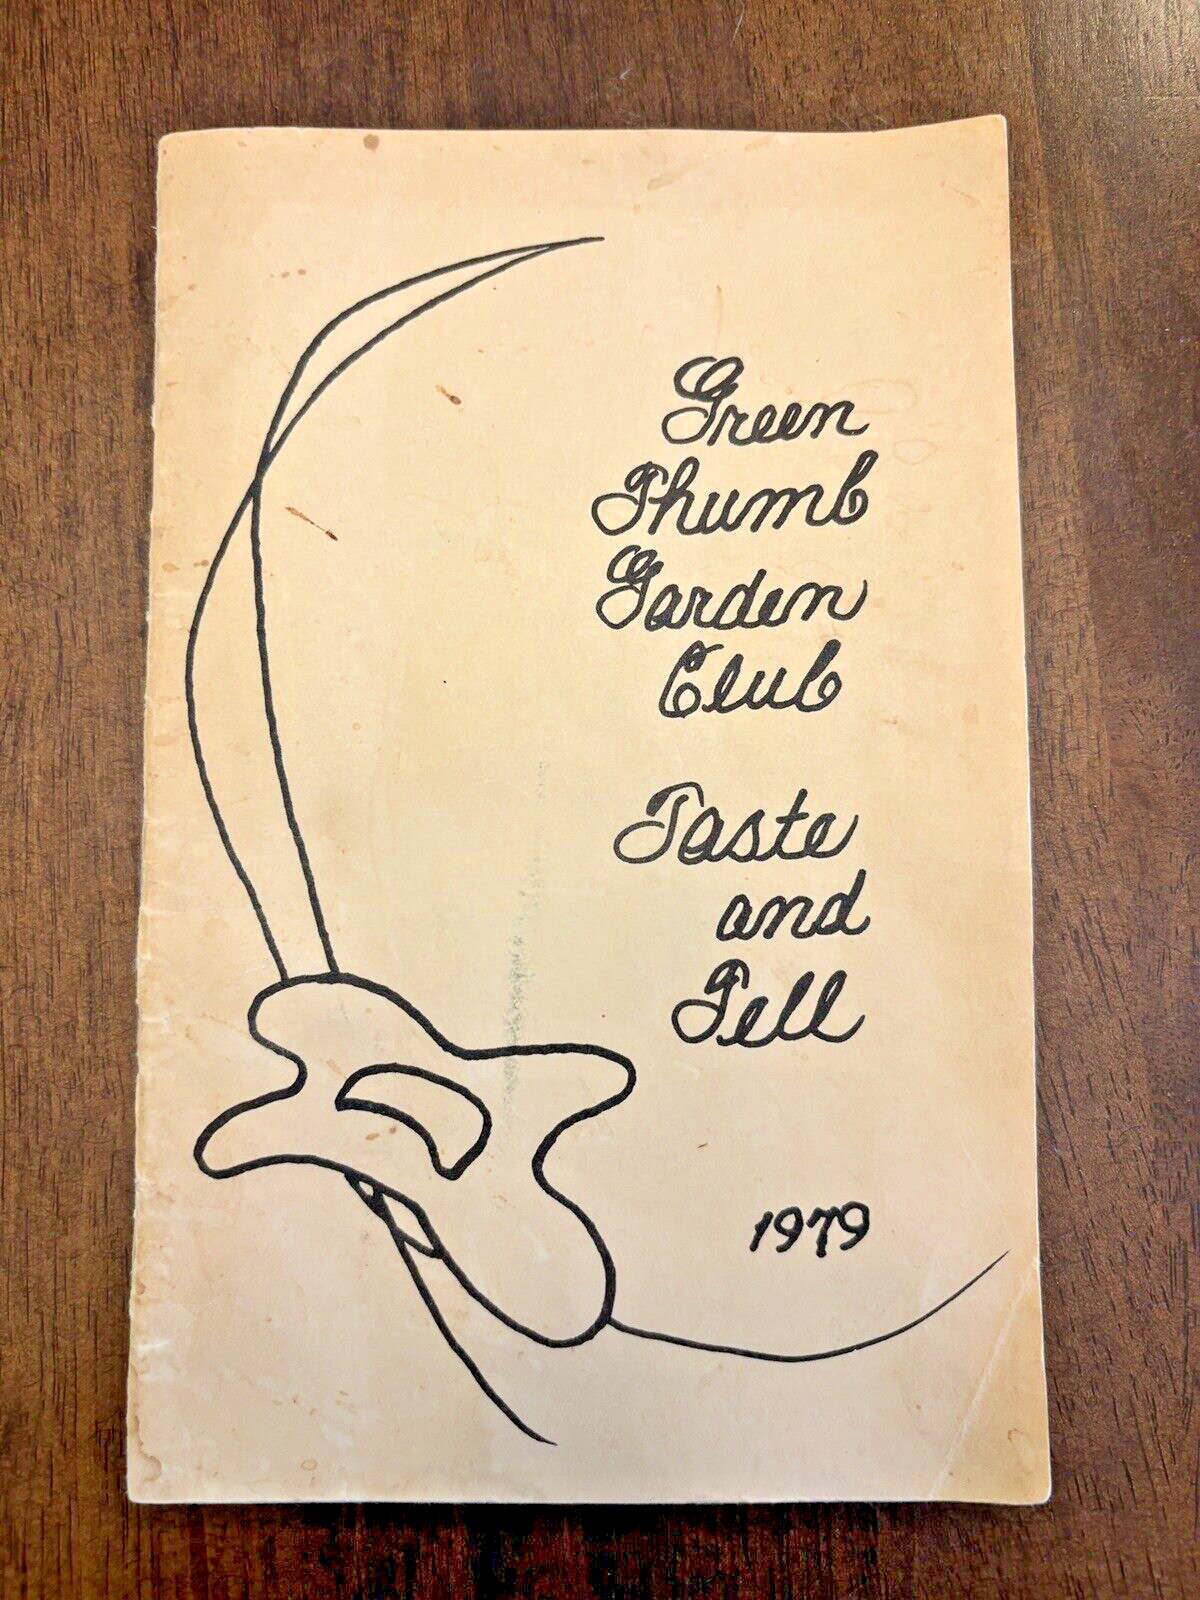 Green
Thumb
Garden
Club
Taste
and
Tell
1979